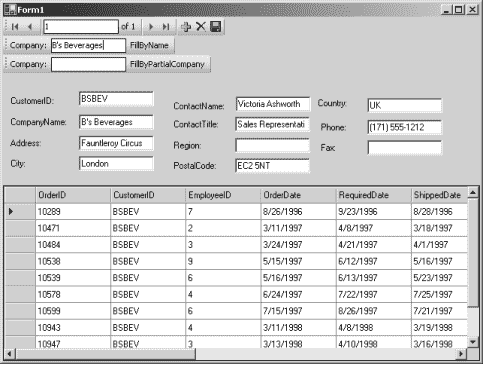 Form1
1 of 1
Company: B's Beverages FillByName
Company: FillByPartialCompany
CustomerID: BSBEV ContactName: Victoria Ashworth Country: UK
CompanyName: B's Beverages ContactTitle: Sales Representati Phone: (171) 555-1212
Address: Fauntleroy Circus Region: Fax:
City: London PostalCode: EC2 5NT
OrderID CustomerID EmployeeID OrderDate RequiredDate ShippedDate
10289 BSBEV 7 8/26/1996 9/23/1996 8/28/1996
10471 BSBEV 2 3/11/1997 4/8/1997 3/18/1997
10484 BSBEV 3 3/24/1997 4/21/1997 4/1/1997
10538 BSBEV 9 5/15/1997 6/12/1997 5/16/1997
10539 BSBEV 6 5/16/1997 6/13/1997 5/23/1997
10578 BSBEV 4 6/24/1997 7/22/1997 7/25/1997
10599 BSBEV 6 7/15/1997 8/26/1997 7/21/1997
10943 BSBEV 4 3/11/1998 4/8/1998 3/19/1998
10947 BSBEV 3 3/13/1998 4/10/1998 3/16/1998